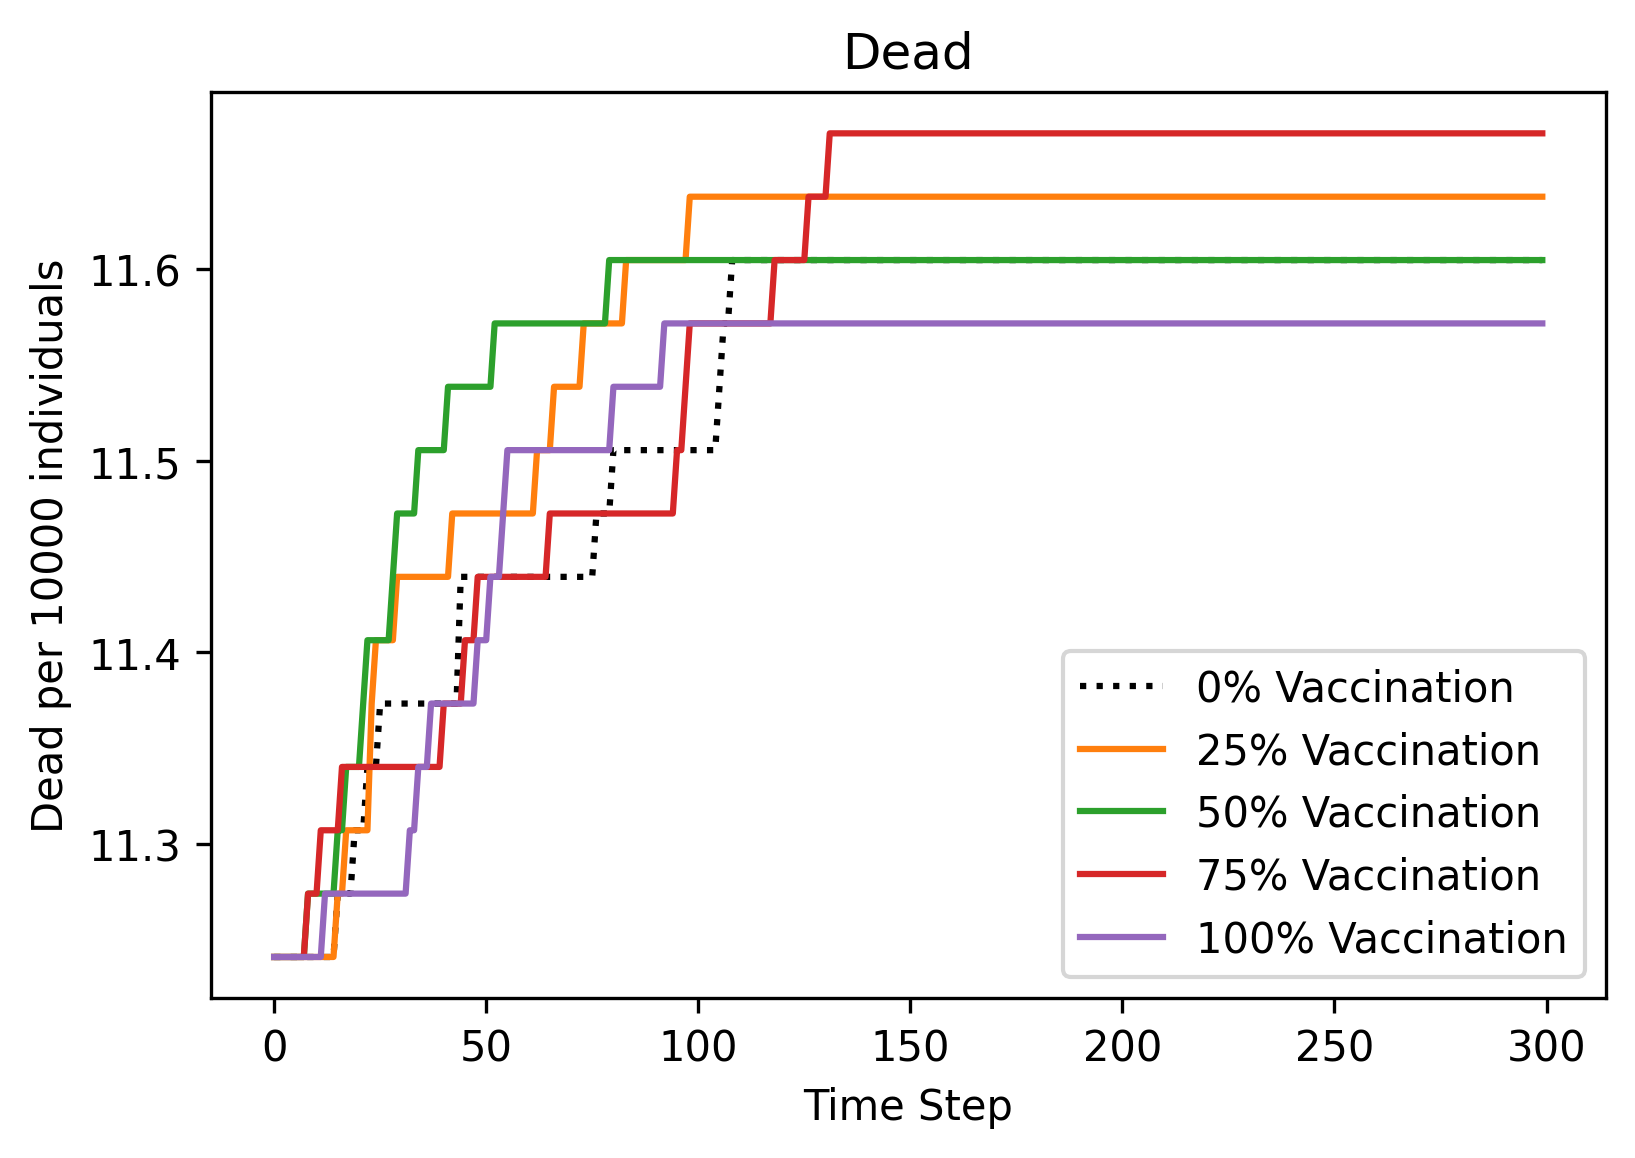 Dead
Dead per 10000 individuals
11.6
11.5
11.4
11.3
0% Vaccination
25% Vaccination
50% Vaccination
75% Vaccination
100% Vaccination
0 50 100 150 200 250 300
Time Step